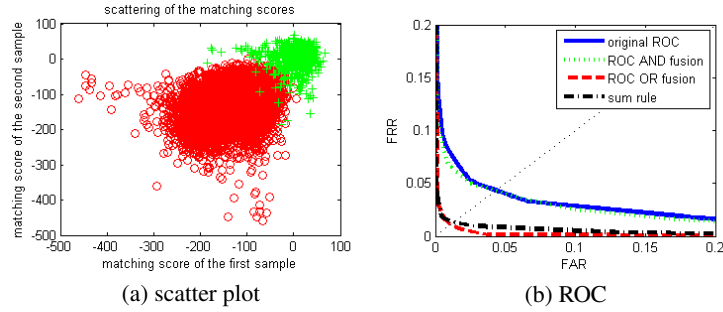 scattering of the matching scores
100
0
-100
-200
-300
-400
-500
-500 -400 -300 -200 -100 0 100
matching score of the second sample
matching score of the first sample
(a) scatter plot
0.2
0.15
0.1
0.05
0
0 0.05 0.1 0.15 0.2
FRR
FAR
original ROC
ROC AND fusion
ROC OR fusion
sum rule
(b) ROC